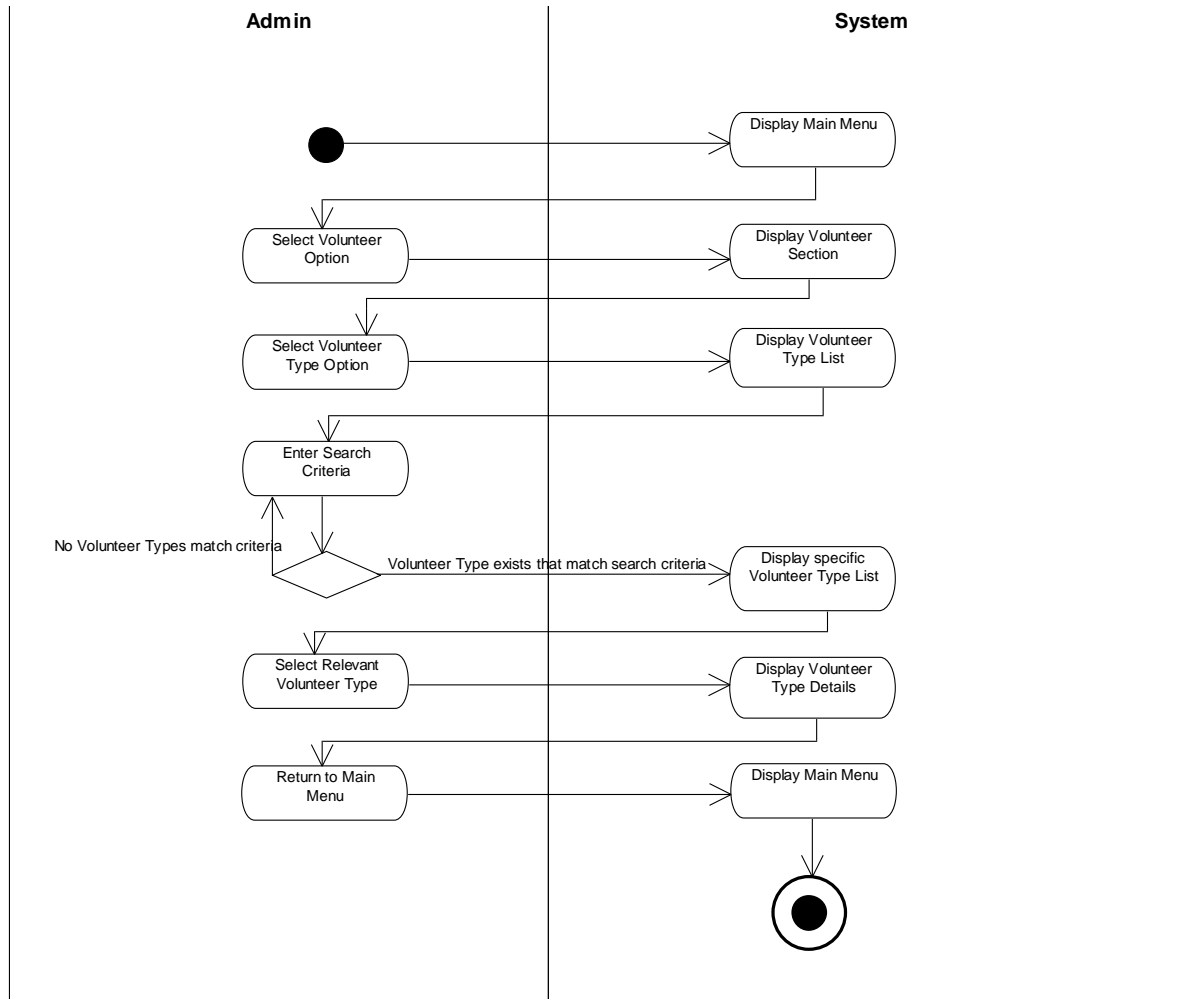 Admin
System
Display Main Menu
Select Volunteer
Option
Display Volunteer
Section
Select Volunteer
Type Option
Display Volunteer
Type List
Enter Search
Criteria
No Volunteer Types match criteria
Volunteer Type exists that match search criteria
Display specific
Volunteer Type List
Select Relevant
Volunteer Type
Display Volunteer
Type Details
Return to Main
Menu
Display Main Menu